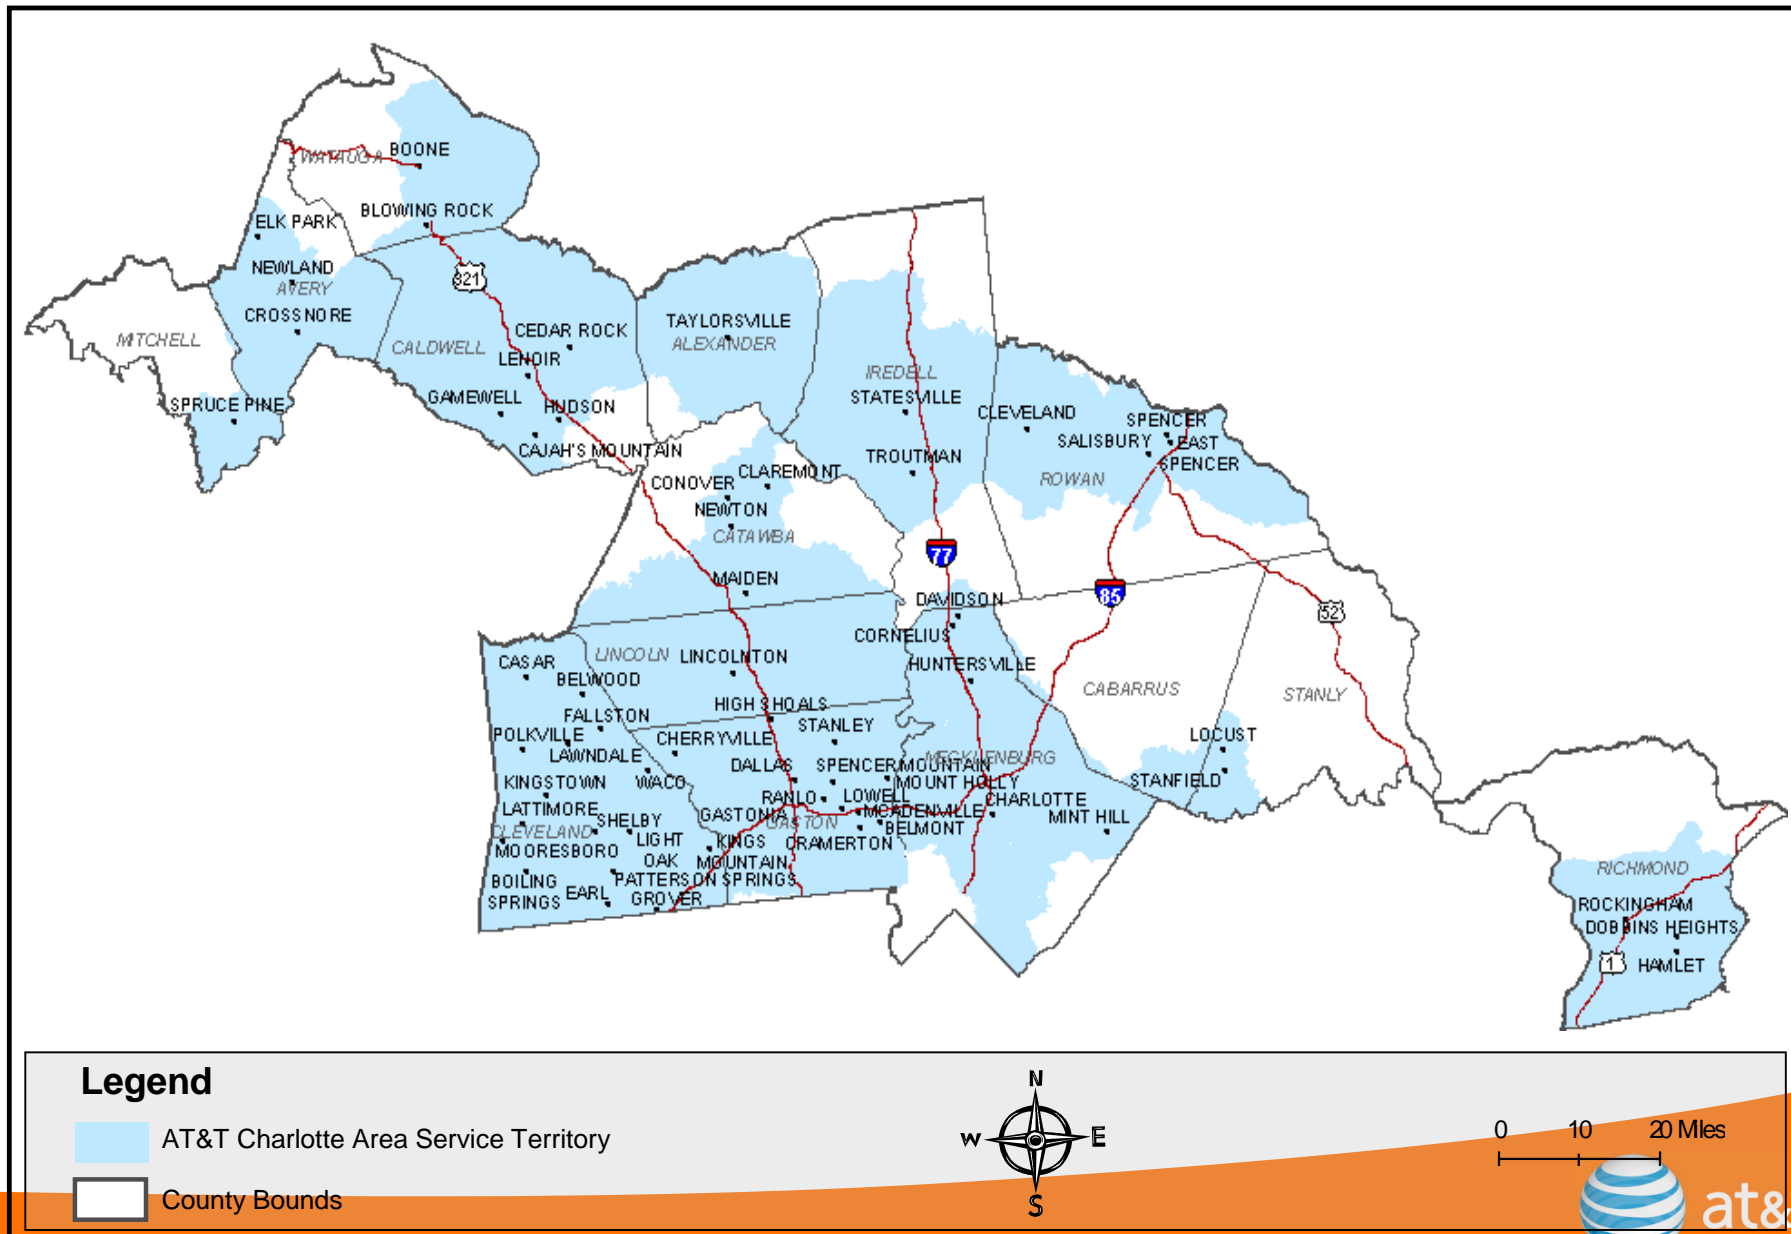 WATAUGA
BOONE
BLOWING ROCK
ELK PARK
321
NEWLAND
AVERY
CROSSNORE
MITCHELL
CALDWELL
CEDAR ROCK
LENOIR
TAYLORSVILLE
ALEXANDER
IREDELL
STATESVILLE
GAMEWELL
HUDSON
SPRUCE PINE
CAJAH'S MOUNTAIN
CLEVELAND
SPENCER
SALISBURY
EAST
SPENCER
TROUTMAN
ROWAN
CONOVER
CLAREMONT
NEWTON
CATAWBA
77
MAIDEN
85
DAVIDSON
52
CORNELIUS
CASAR
LINCOLN
LINCOLNTON
HUNTERSVILLE
BELWOOD
CABARRUS
STANLY
HIGH SHOALS
FALLSTON
STANLEY
POLKVILLE
CHERRYVILLE
LOCUST
LAWNDALE
MECKLENBURG
DALLAS
SPENCER MOUNTAIN
STANFIELD
KINGSTOWN
WACO
MOUNT HOLLY
RANLO
LOWELL
CHARLOTTE
LATTIMORE
GASTONIA
MCADENVILLE
MINT HILL
SHELBY
GASTON
BELMONT
CLEVELAND
LIGHT
OAK
KINGS
MOUNTAIN
CRAMERTON
MOORESBORO
BOILING
SPRINGS
PATTERSON SPRINGS
EARL
GROVER
RICHMOND
ROCKINGHAM
DOBBINS HEIGHTS
1
HAMLET
Legend
AT&T Charlotte Area Service Territory
County Bounds
N
W
E
S
0 10 20 Miles
at&